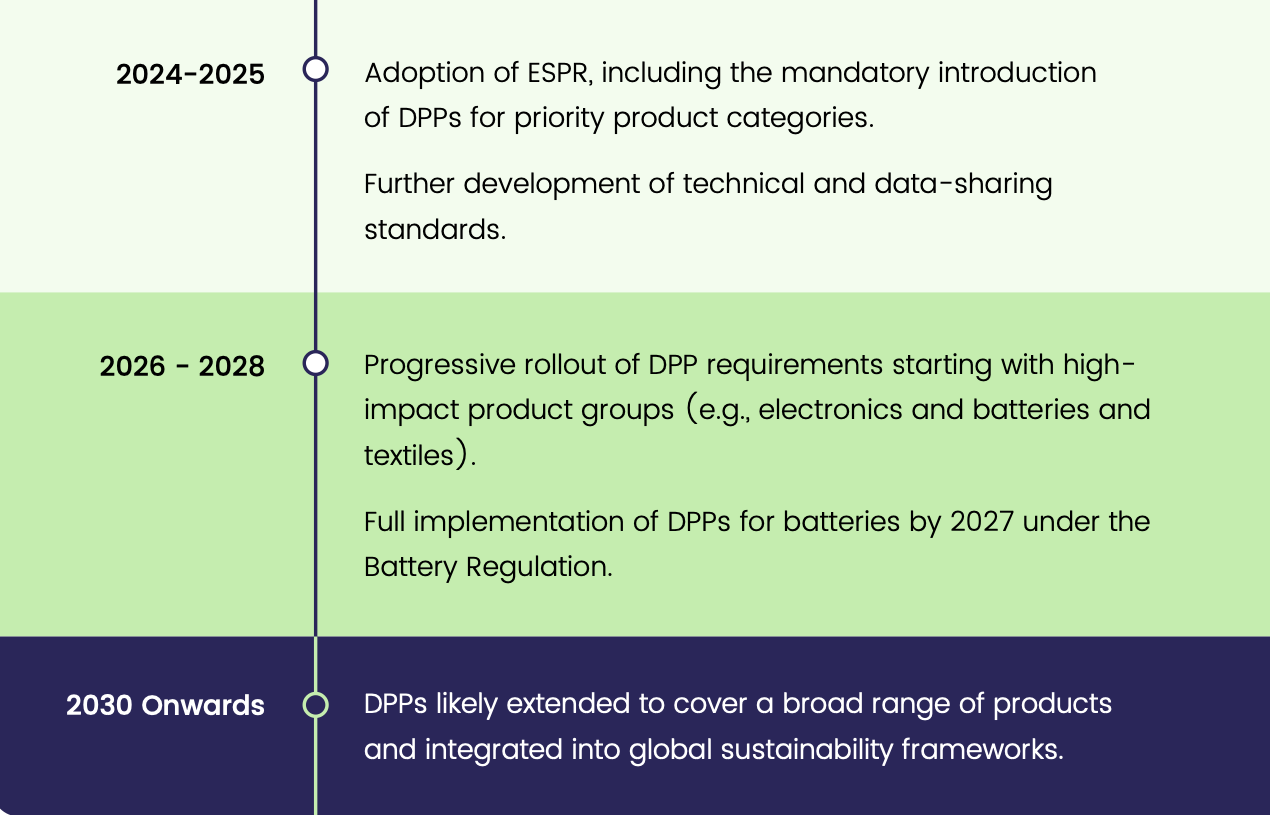 2024-2025
Adoption of ESPR, including the mandatory introduction
of DPPs for priority product categories.
Further development of technical and data-sharing
standards.
2026 - 2028
Progressive rollout of DPP requirements starting with high-
impact product groups (e.g., electronics and batteries and
textiles).
Full implementation of DPPs for batteries by 2027 under the
Battery Regulation.
2030 Onwards
DPPs likely extended to cover a broad range of products
and integrated into global sustainability frameworks.